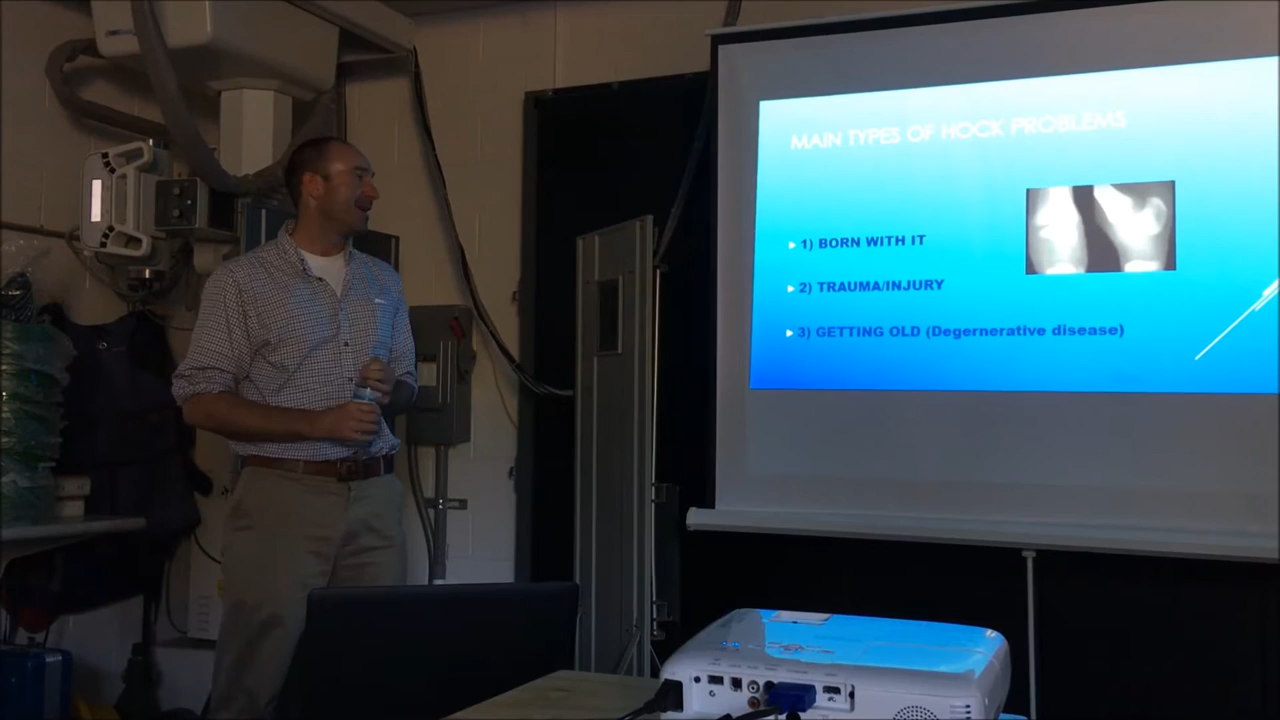 MAIN TYPES OF HOCK PROBLEMS
1) BORN WITH IT
2) TRAUMA/INJURY
3) GETTING OLD (Degernerative disease)